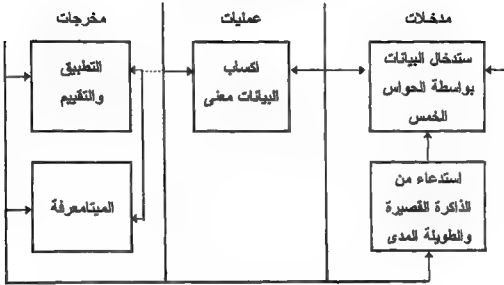 مدخلات
عمليات
مخرجات
ستدخال البيانات
بواسطة الحواس
الخمس
اكتساب
البيانات معنى
التطبيق
والتقييم
استدعاء من
الذاكرة القصيرة
والطويلة المدى
الميتامعرفة